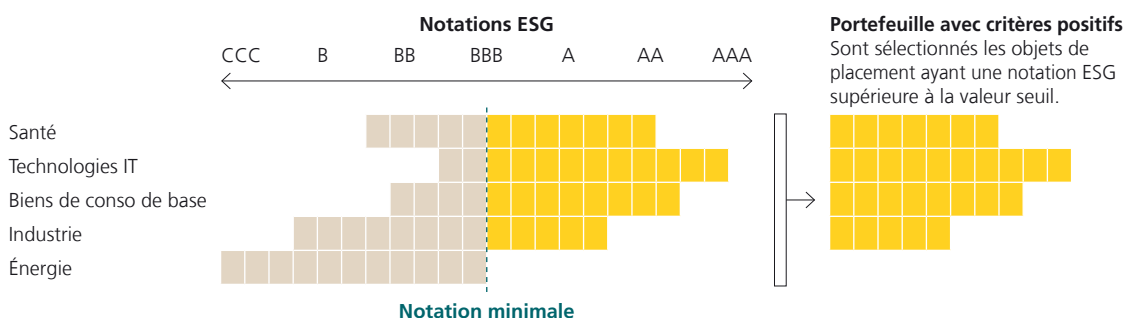 Notations ESG
CCC B BB BBB A AA AAA
Portefeuille avec critères positifs
Sont sélectionnés les objets de
placement ayant une notation ESG
supérieure à la valeur seuil.
Santé
Technologies IT
Biens de conso de base
Industrie
Énergie
Notation minimale